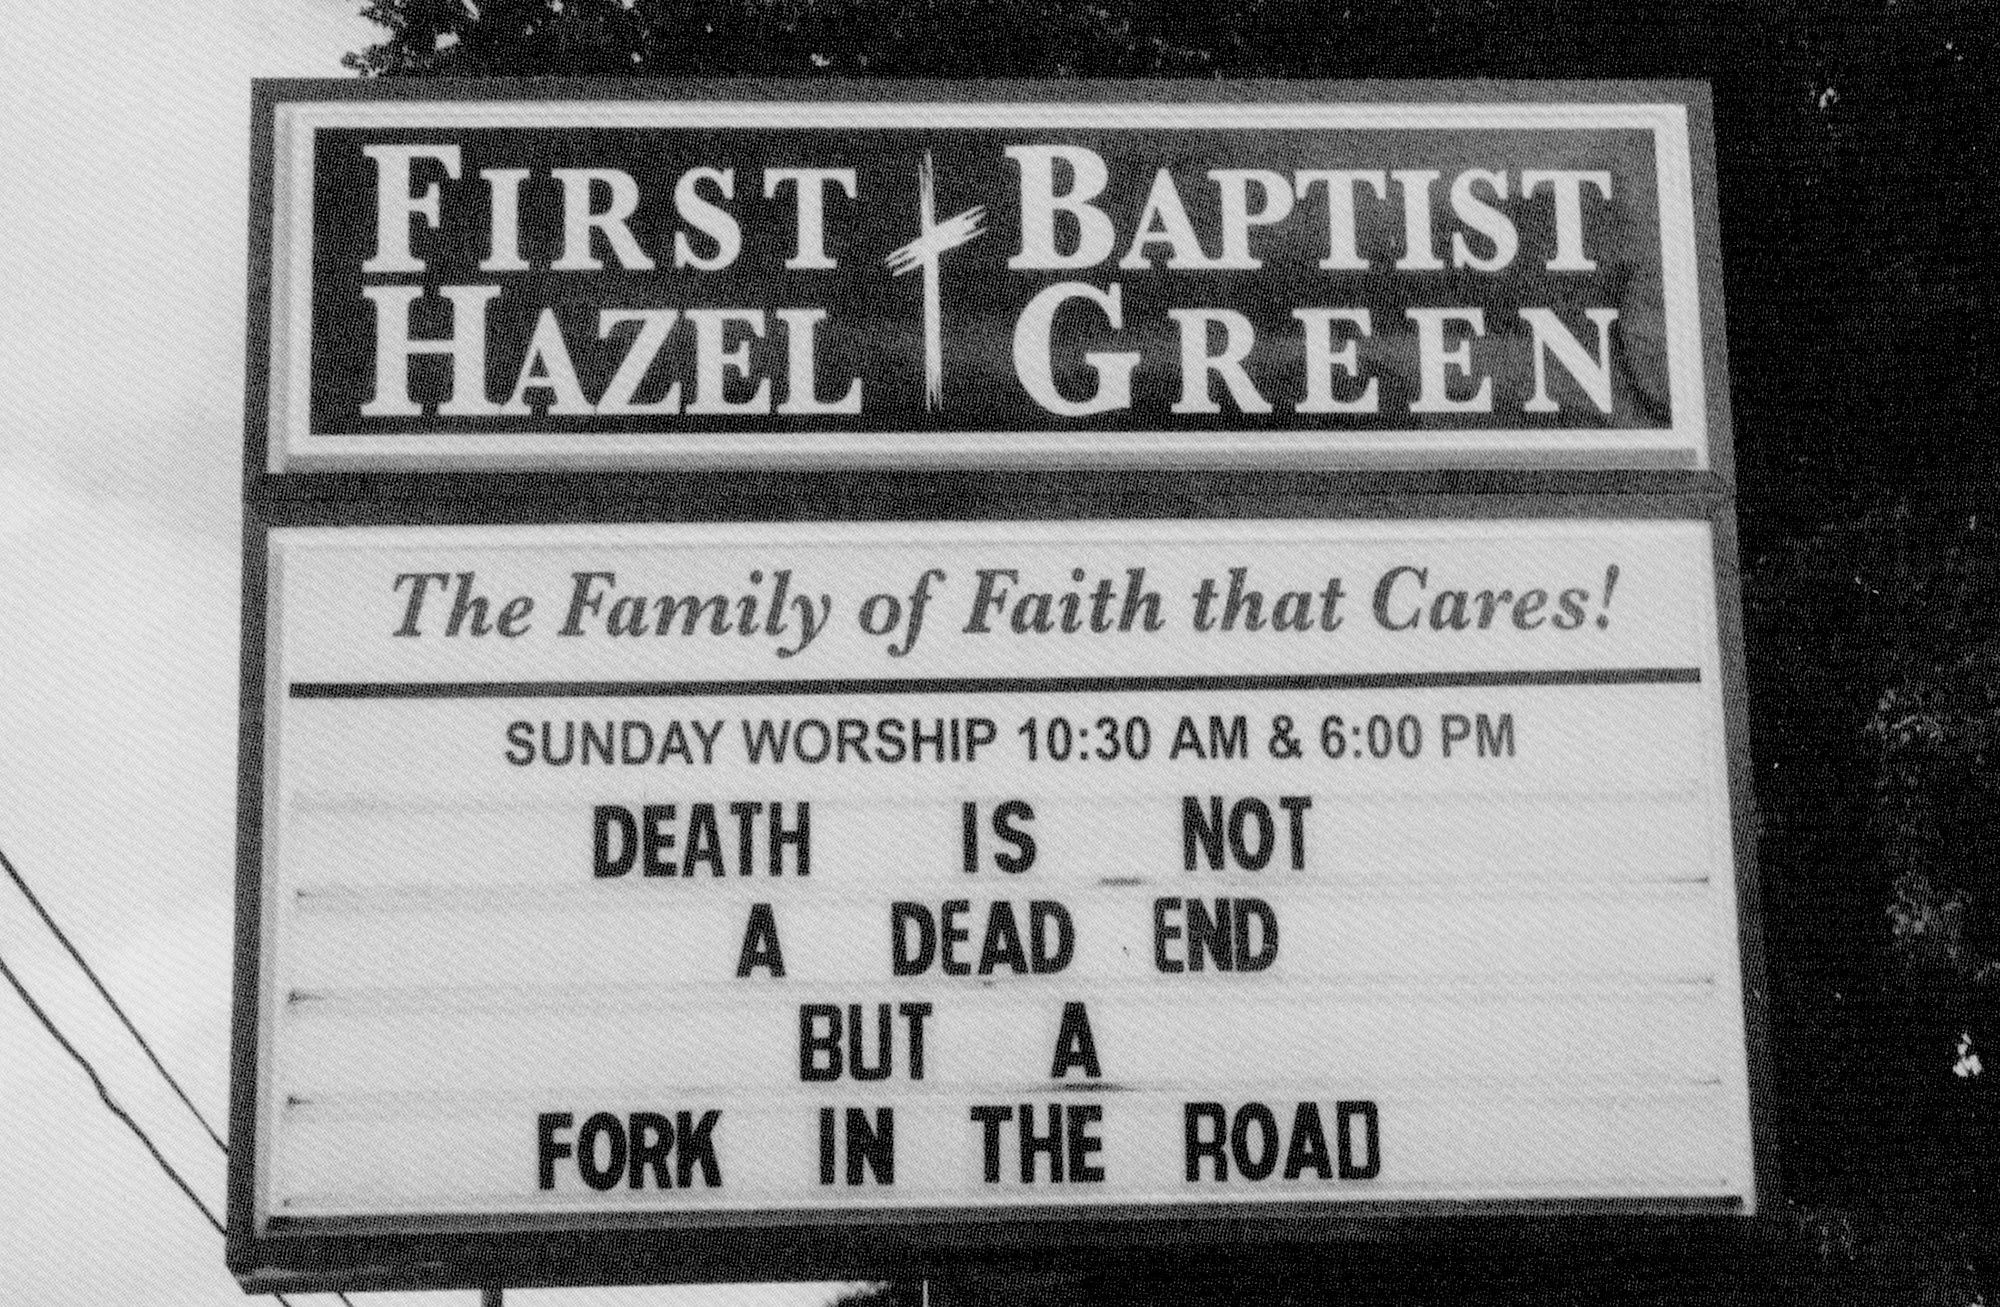 FIRST BAPTIST
HAZEL GREEN
The Family of Faith that Cares!
SUNDAY WORSHIP 10:30 AM & 6:00 PM
DEATH IS NOT
A DEAD END
BUT A
FORK IN THE ROAD